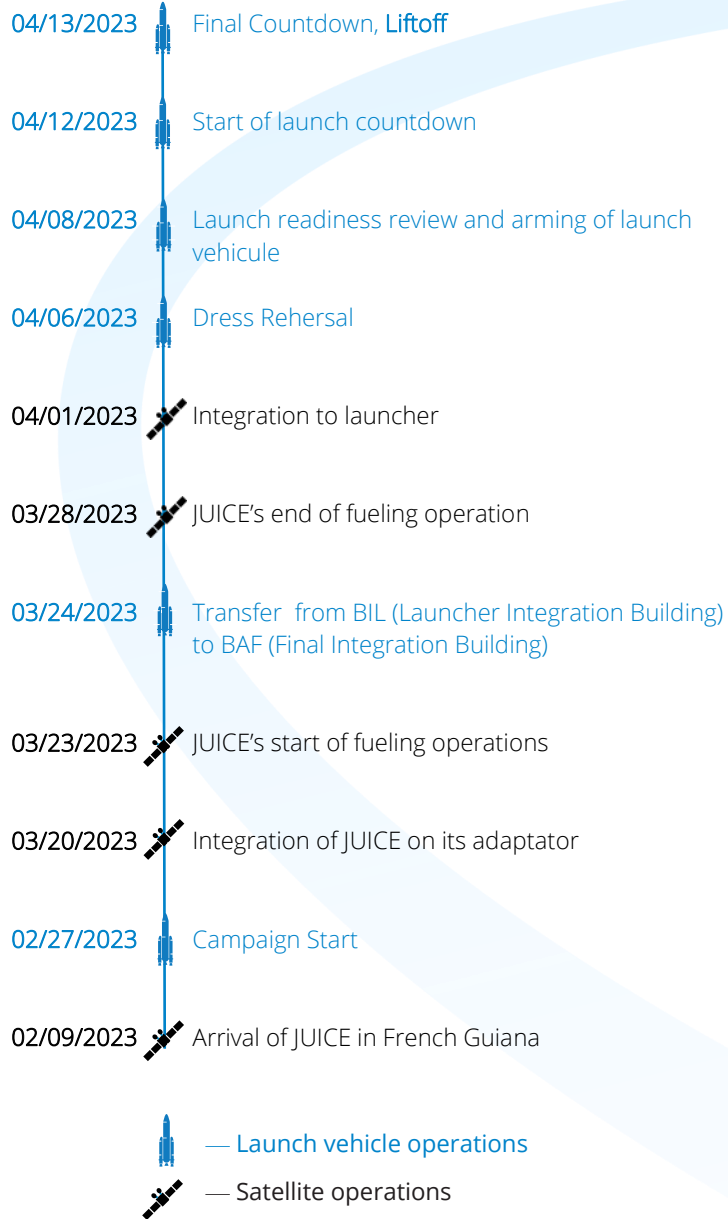 04/13/2023 Final Countdown, Liftoff
04/12/2023 Start of launch countdown
04/08/2023 Launch readiness review and arming of launch
vehicule
04/06/2023 Dress Rehersal
04/01/2023 Integration to launcher
03/28/2023 JUICE’s end of fueling operation
03/24/2023 Transfer from BIL (Launcher Integration Building)
to BAF (Final Integration Building)
03/23/2023 JUICE’s start of fueling operations
03/20/2023 Integration of JUICE on its adaptator
02/27/2023 Campaign Start
02/09/2023 Arrival of JUICE in French Guiana
— Launch vehicle operations
— Satellite operations